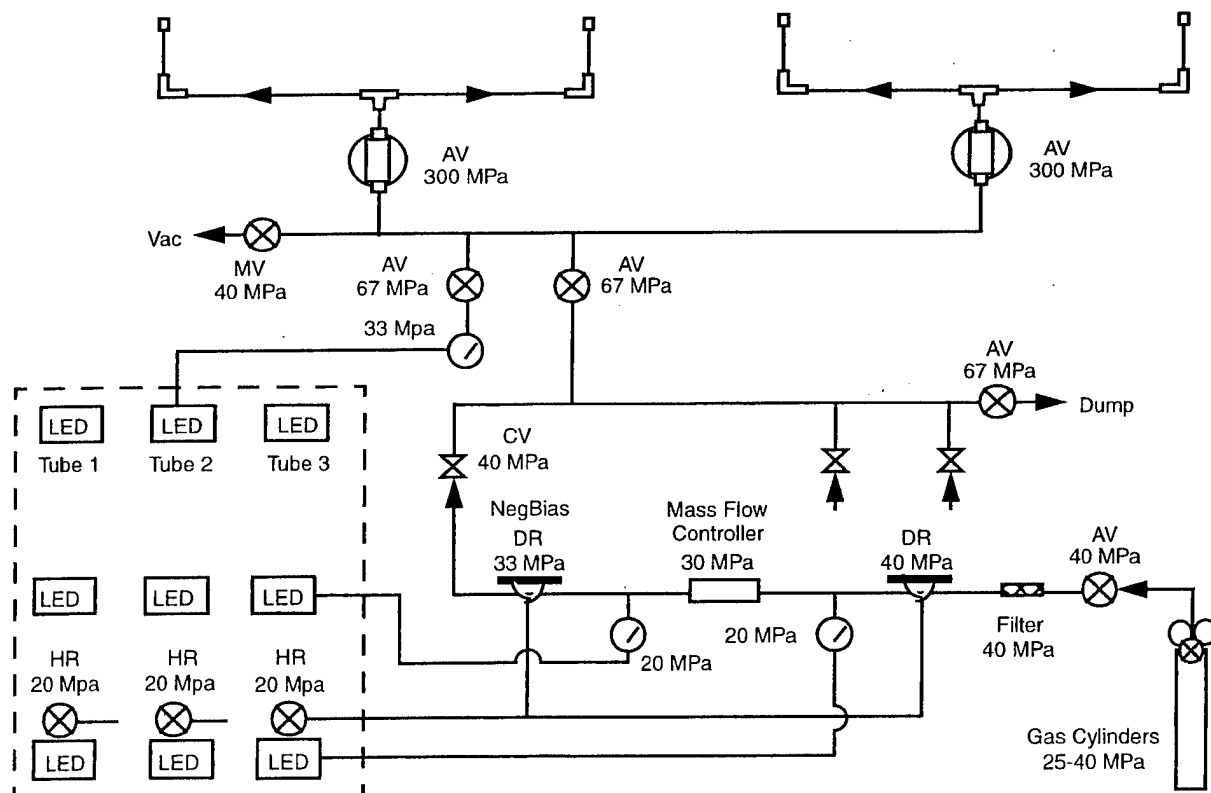 AV
300 MPa
AV
300 MPa
Vac
MV
40 MPa
AV
67 MPa
AV
67 MPa
33 Mpa
AV
67 MPa
Dump
LED
LED
LED
Tube 1
Tube 2
Tube 3
CV
40 MPa
NegBias
DR
33 MPa
Mass Flow
Controller
30 MPa
DR
40 MPa
AV
40 MPa
LED
LED
LED
20 MPa
20 MPa
Filter
40 MPa
HR
20 Mpa
HR
20 Mpa
HR
20 Mpa
LED
LED
LED
Gas Cylinders
25-40 MPa